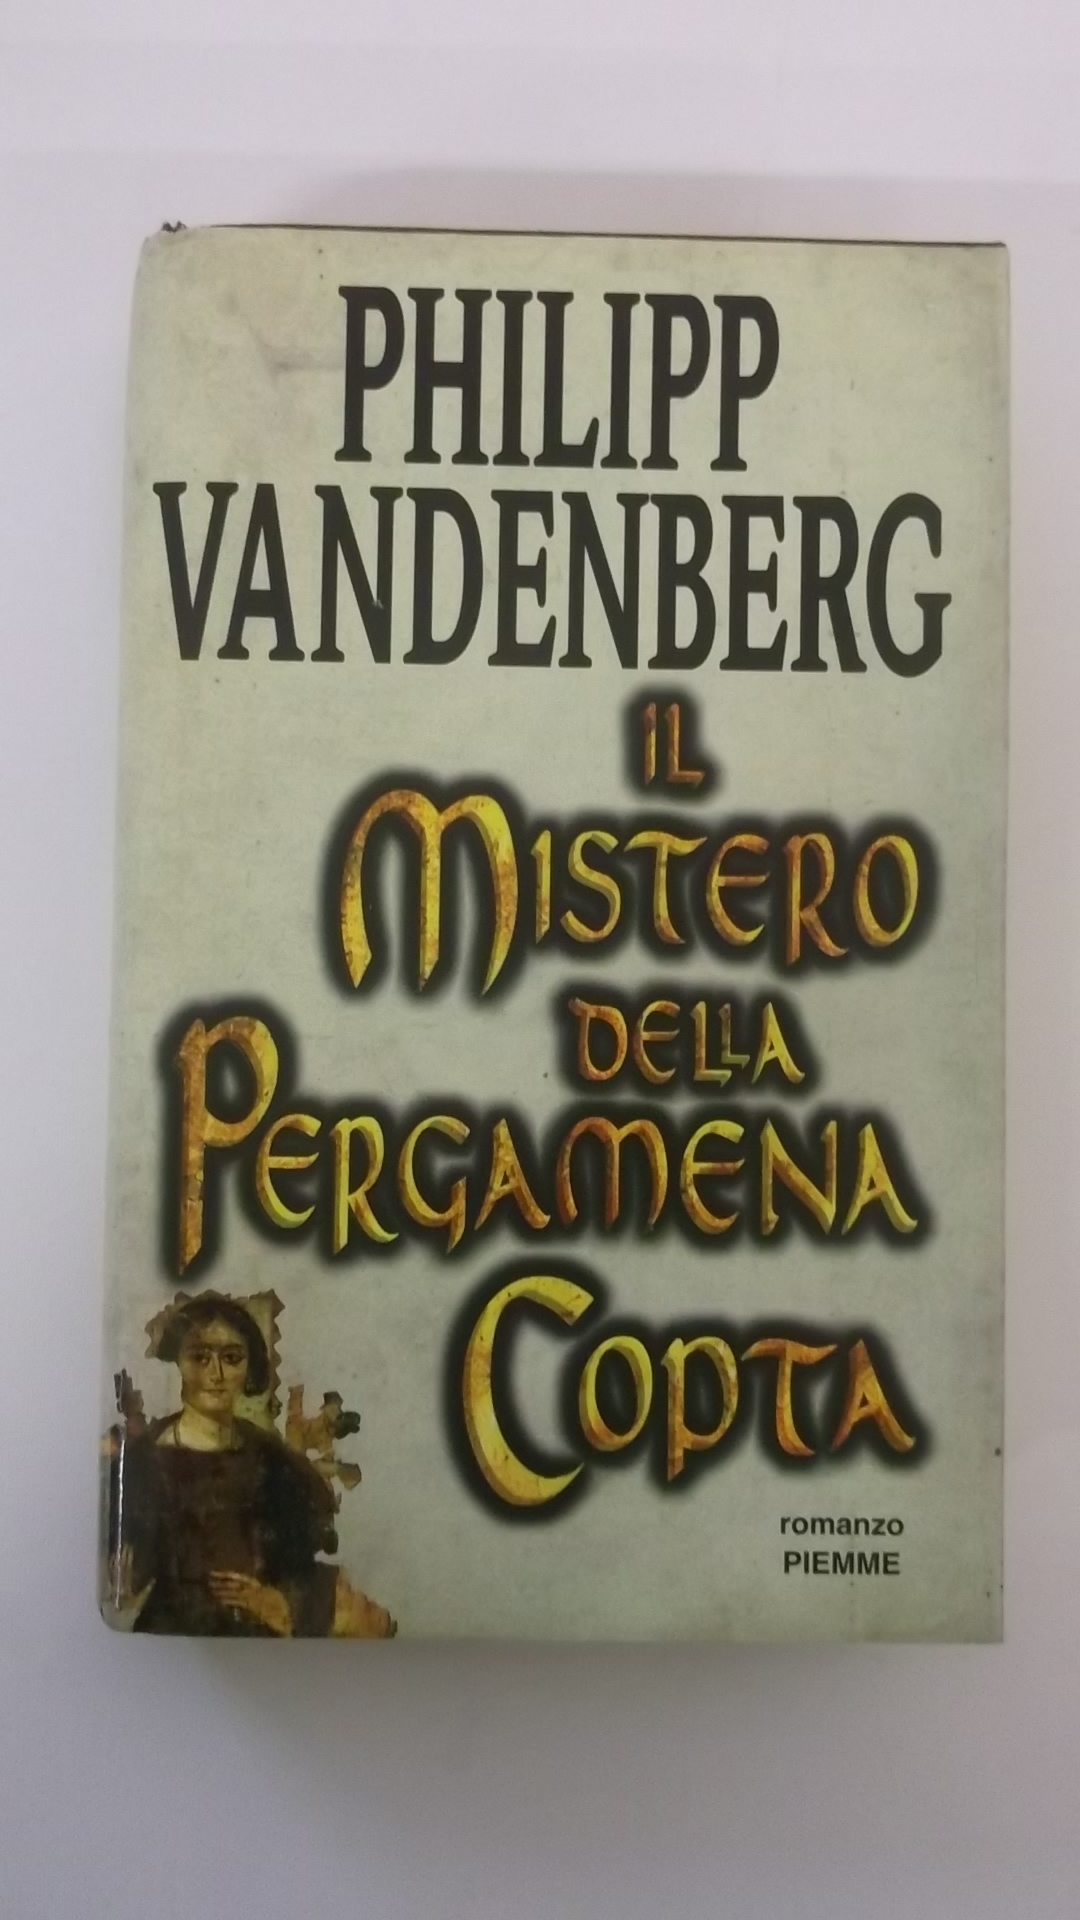 PHILIPP
VANDENBERG
IL
MISTERO
DELLA
PERGAMENA
COPTA
romanzo
PIEMME